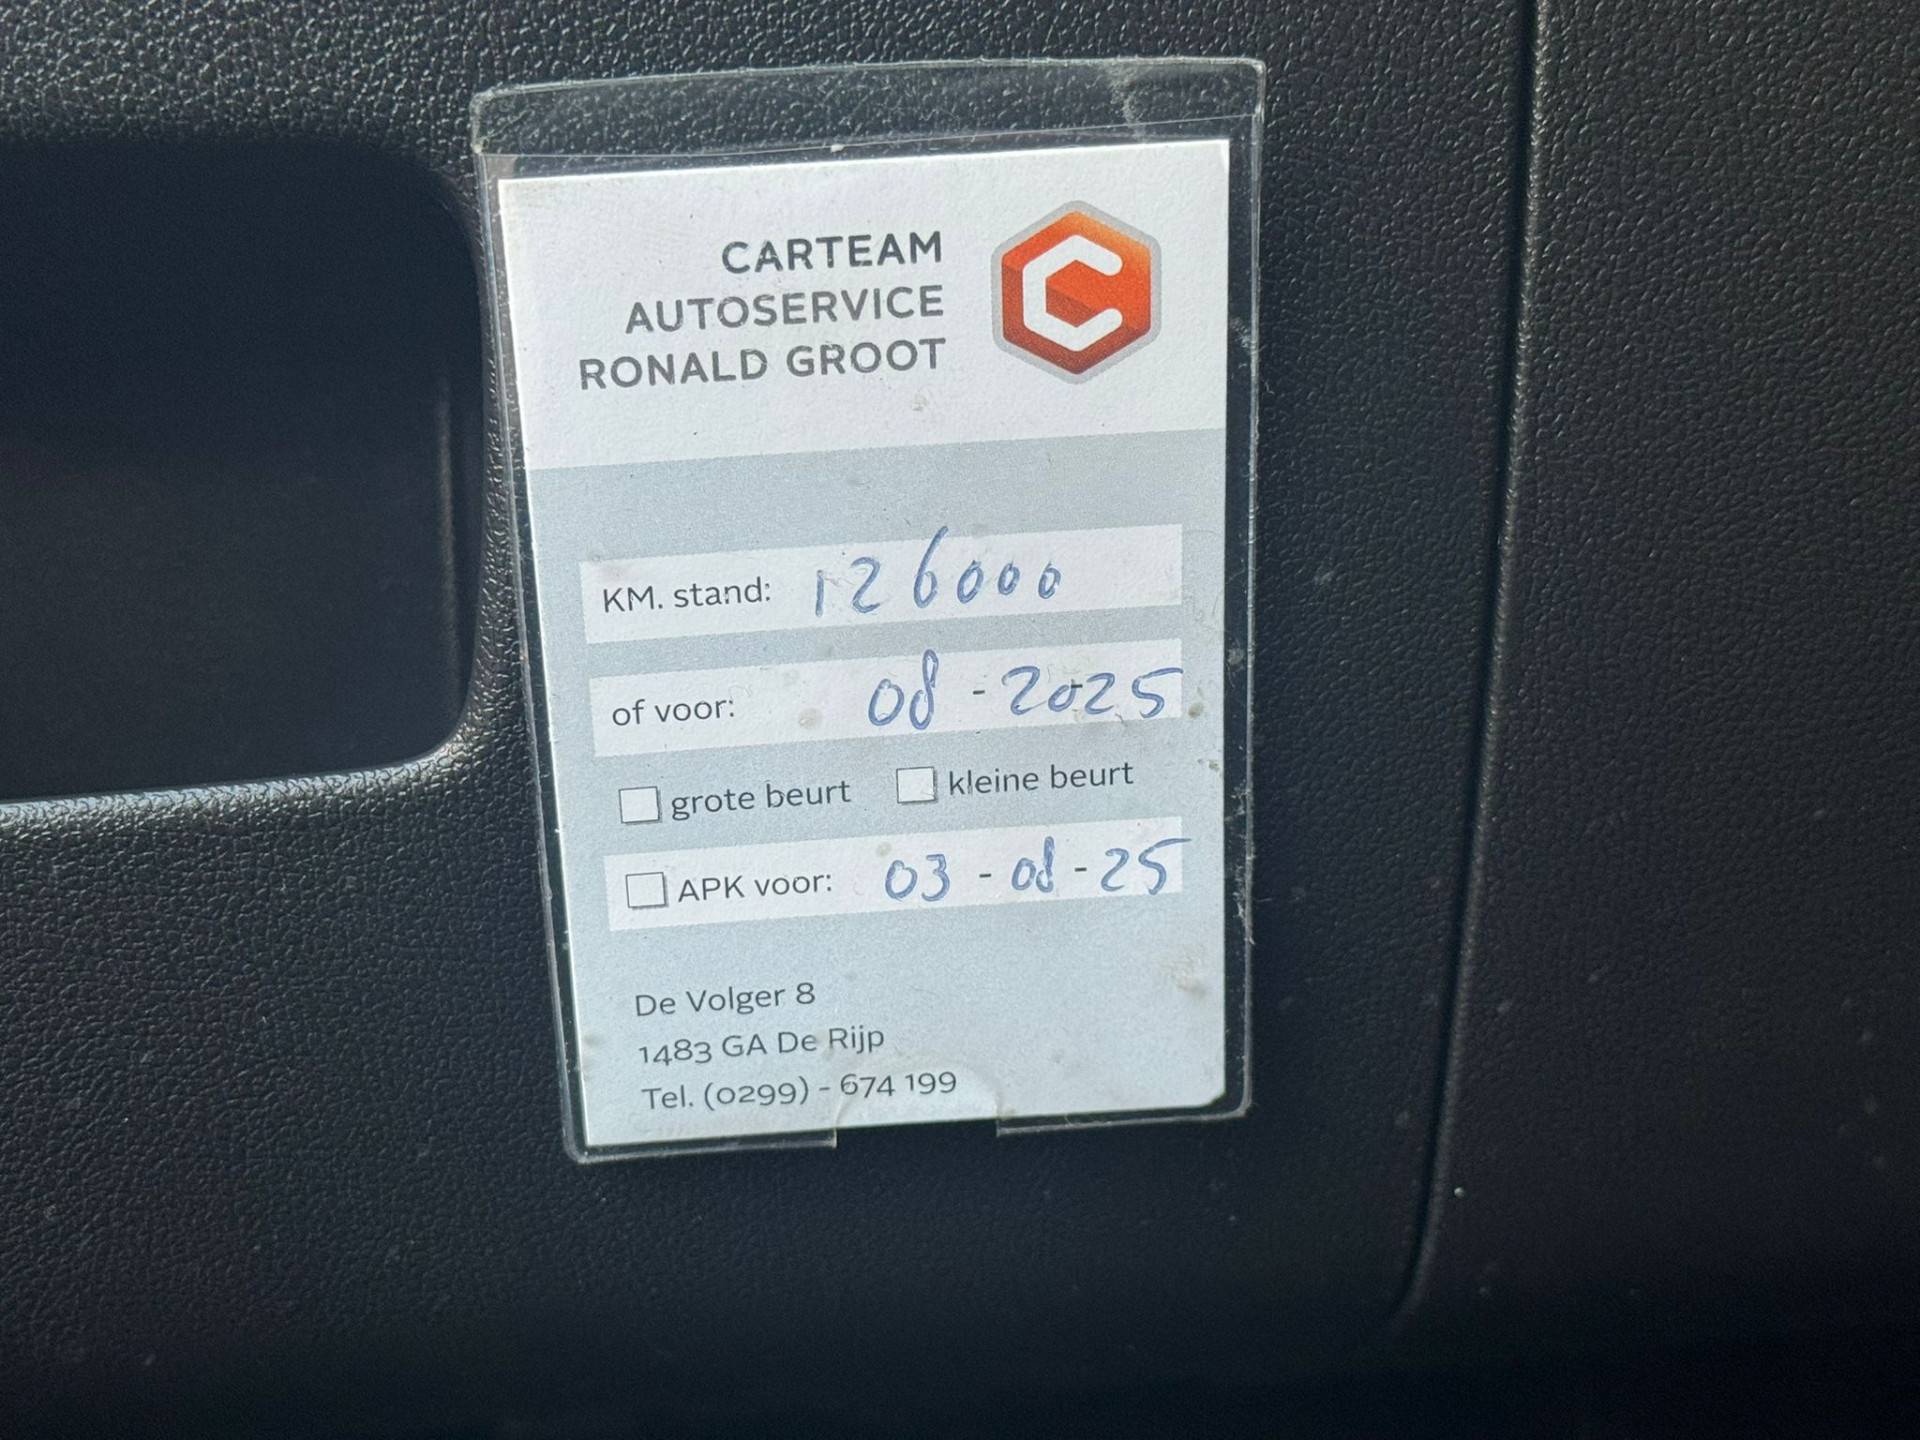 CARTEAM
AUTOSERVICE
RONALD GROOT
KM. stand: 126000
of voor: 08-2025
grote beurt kleine beurt
APK voor: 03-08-25
De Volger 8
1483 GA De Rijp
Tel. (0299) - 674 199